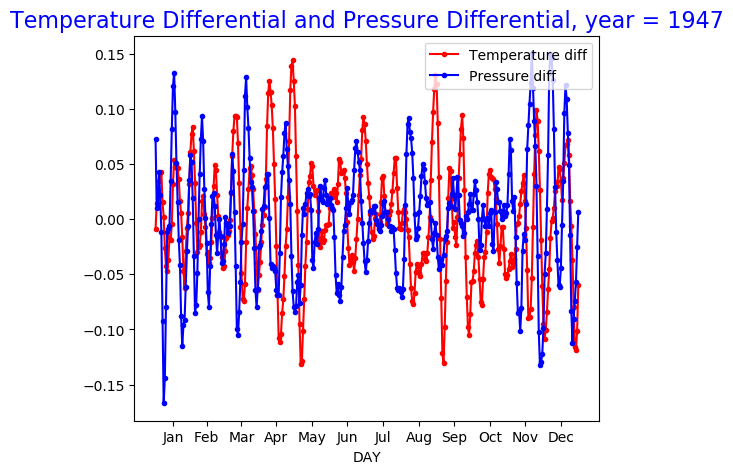 Temperature Differential and Pressure Differential, year = 1947
Temperature diff
Pressure diff
0.15
0.10
0.05
0.00
−0.05
−0.10
−0.15
Jan Feb Mar Apr May Jun Jul Aug Sep Oct Nov Dec
DAY